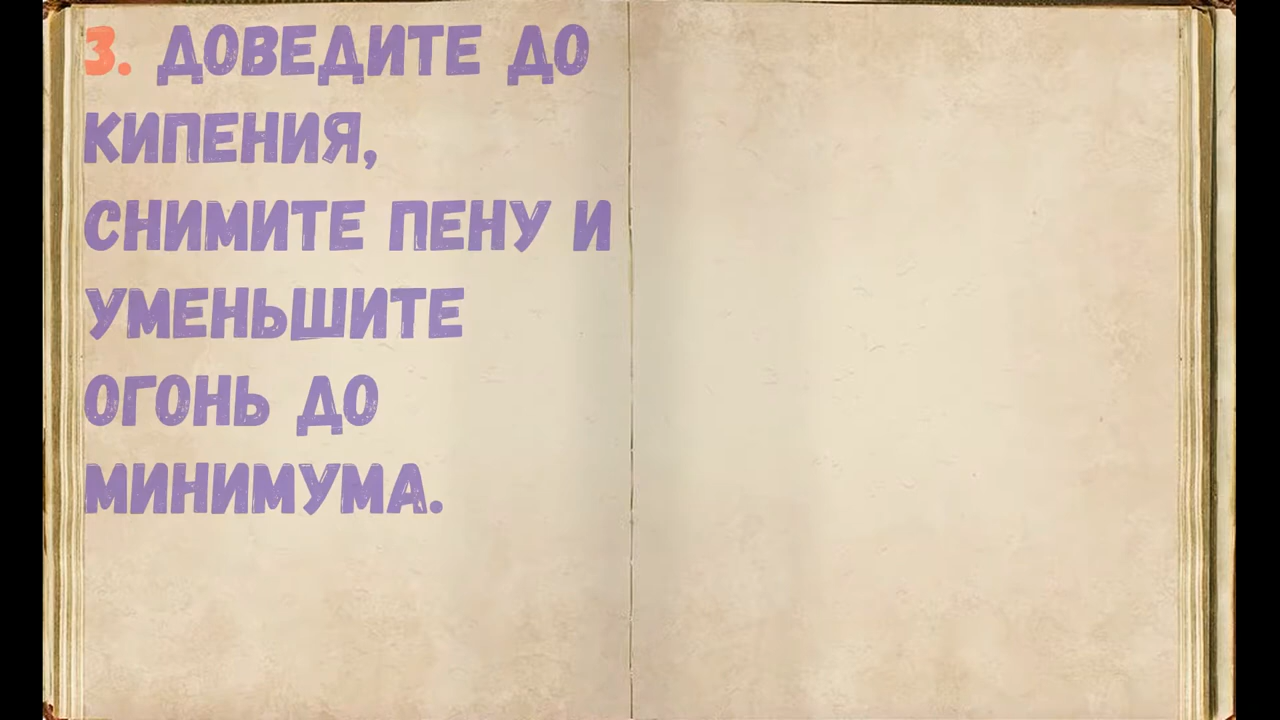 3. ДОВЕДИТЕ ДО
КИПЕНИЯ,
СНИМИТЕ ПЕНУ И
УМЕНЬШИТЕ
ОГОНЬ ДО
МИНИМУМА.